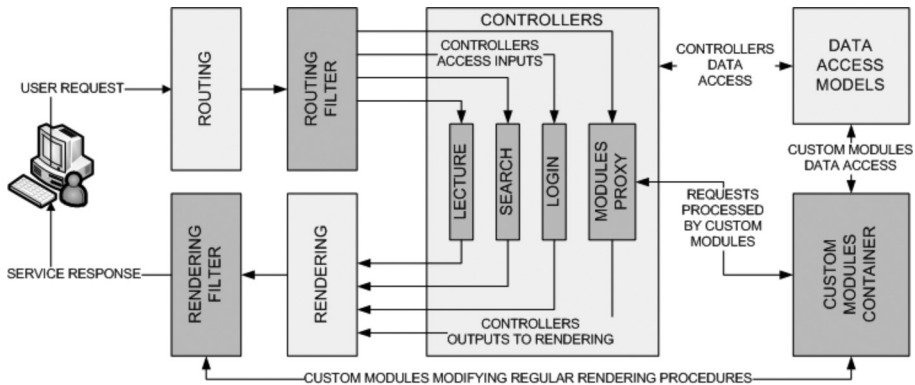 CONTROLLERS
CONTROLLERS
ACCESS INPUTS
CONTROLLERS
DATA
ACCESS
DATA
ACCESS
MODELS
USER REQUEST
ROUTING
ROUTING
FILTER
LECTURE
SEARCH
LOGIN
MODULES
PROXY
CUSTOM MODULES
DATA ACCESS
REQUESTS
PROCESSED
BY CUSTOM
MODULES
CUSTOM
MODULES
CONTAINER
SERVICE RESPONSE
RENDERING
FILTER
RENDERING
CONTROLLERS
OUTPUTS TO RENDERING
CUSTOM MODULES MODIFYING REGULAR RENDERING PROCEDURES